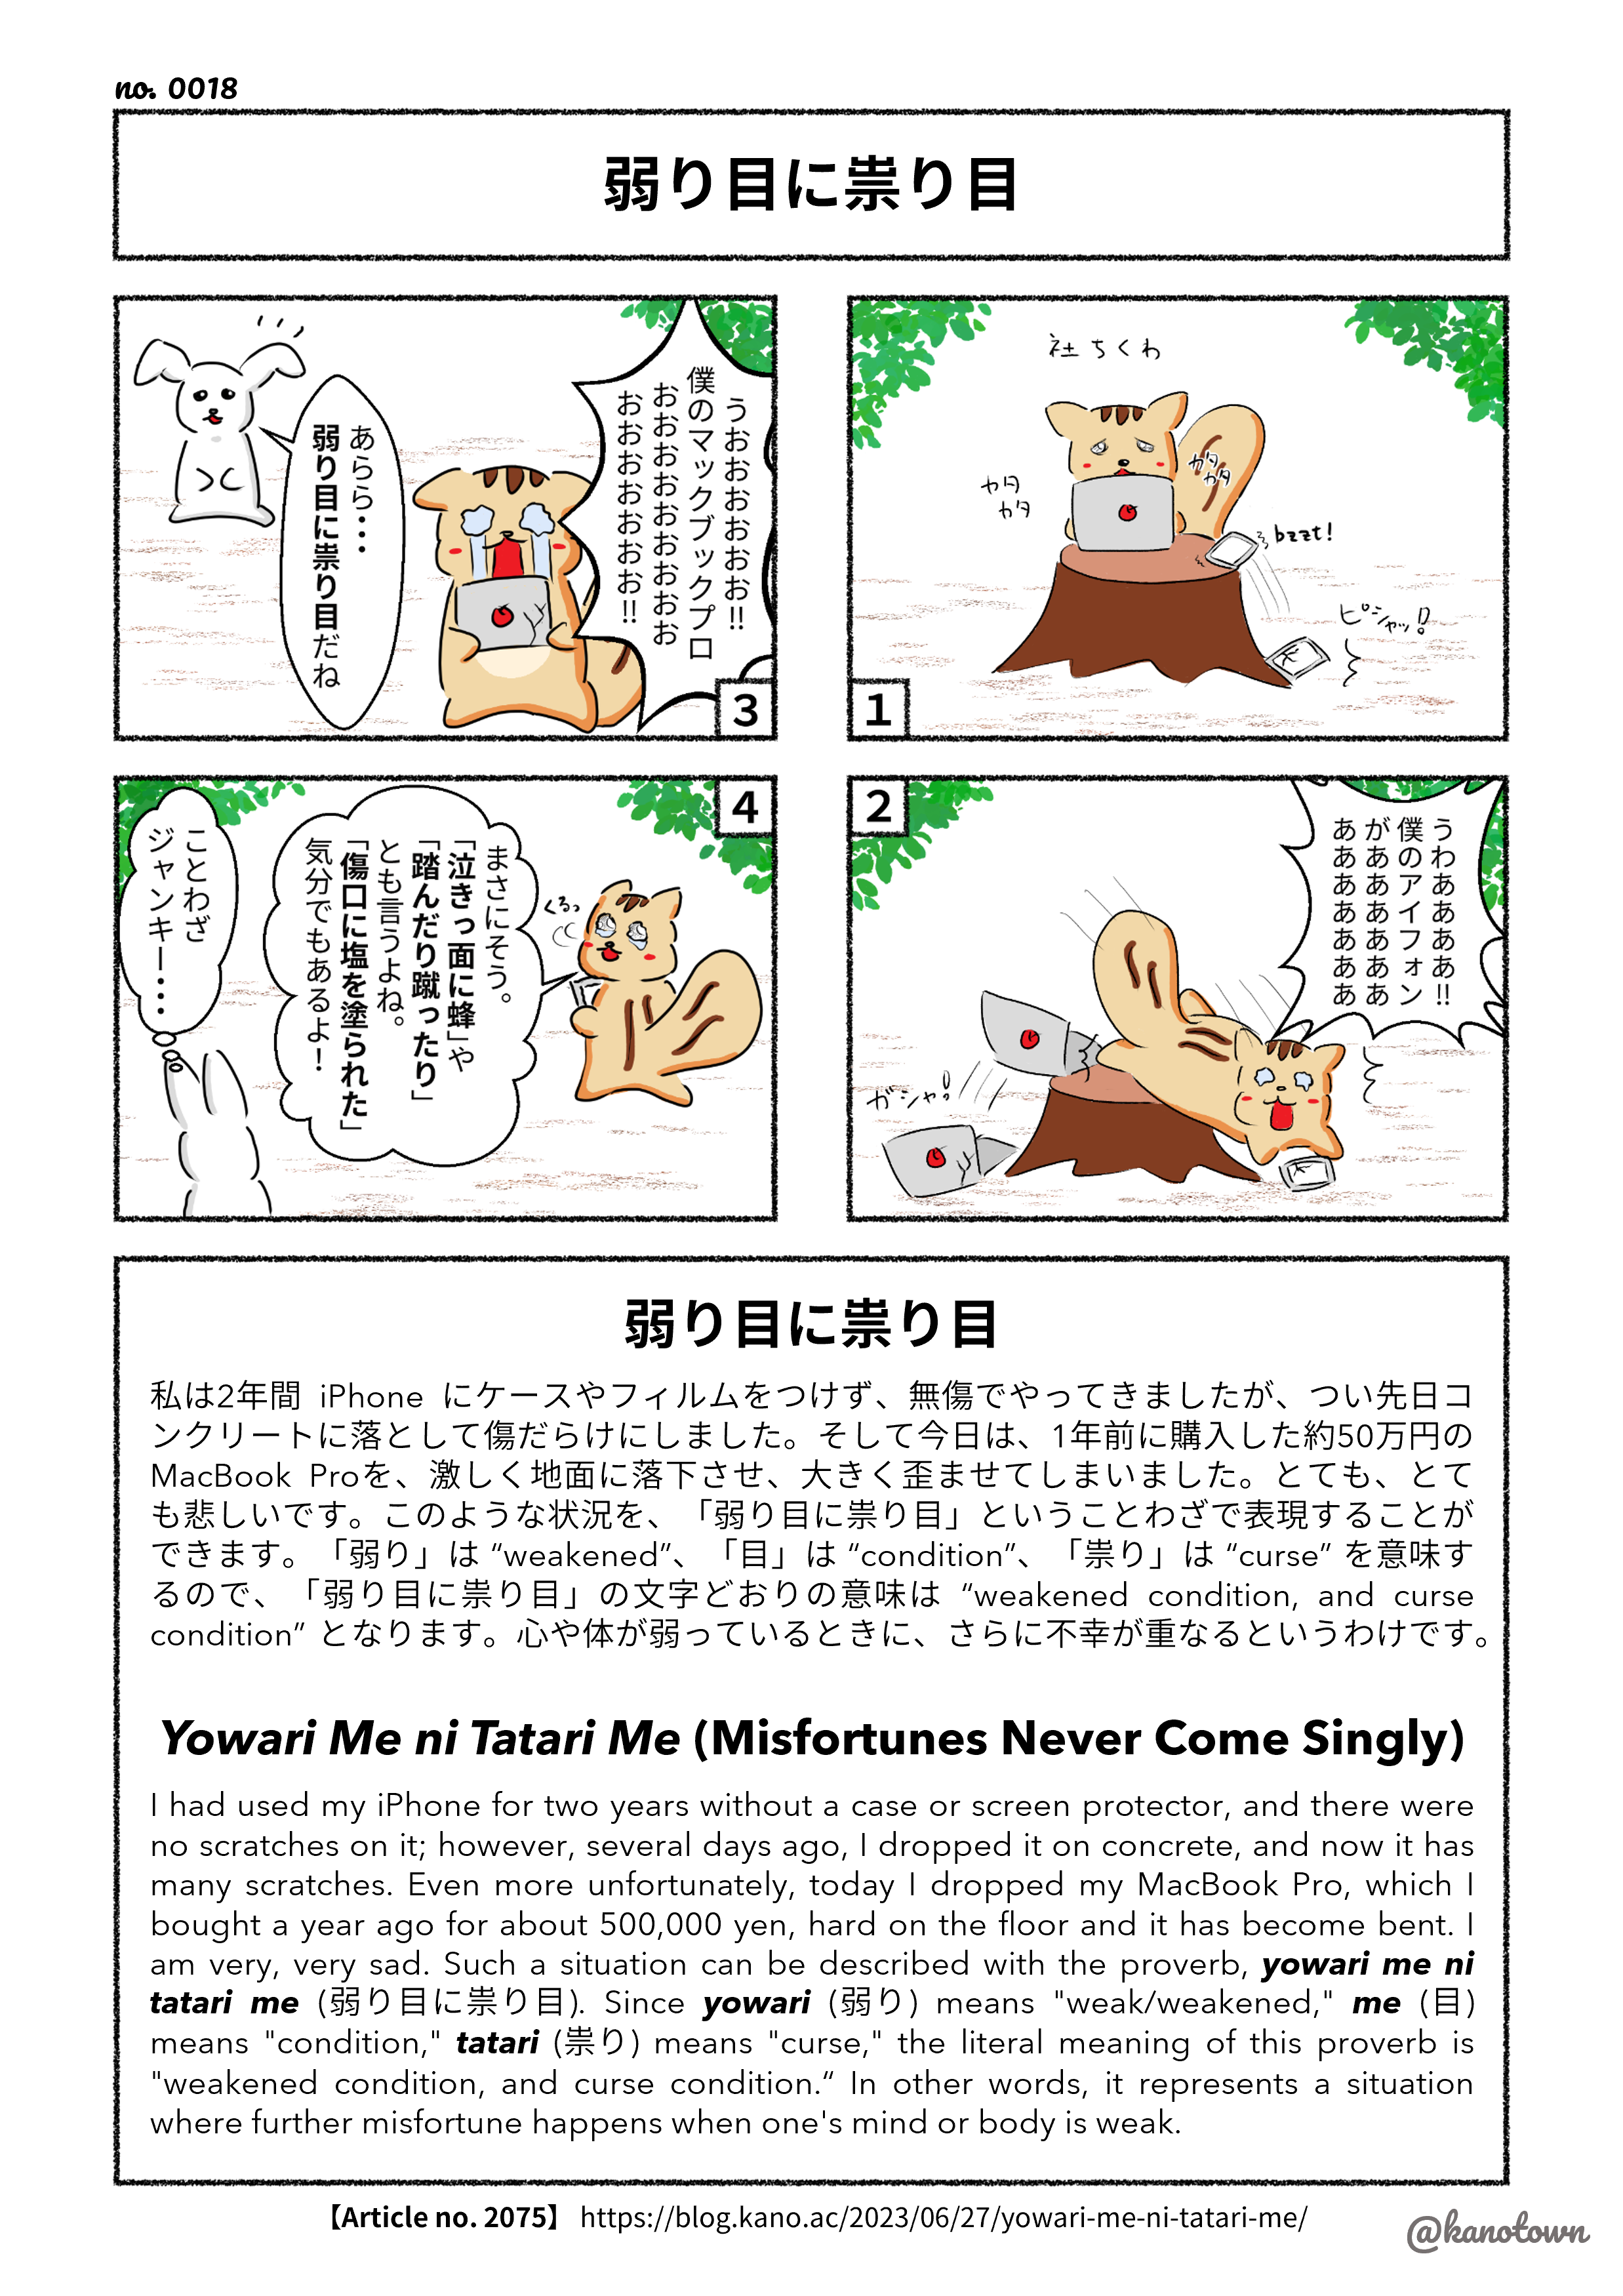 no. 0018
弱り目に祟り目
社ちくわ
カタ
カタ
カタ
カタ
bzzt!
ピシャッ!!
1
2
うわああああ!!
僕のアイフォン
がああああああ
あああああああ
ガシャ!!
うおおおおお!!
僕のマックブックプロ
おおおおおおおお
おおおおおおお!!
あらら・・・
弱り目に祟り目だね
3
4
くるっ
まさにそう。
「泣きっ面に蜂」や
「踏んだり蹴ったり」
とも言うよね。
「傷口に塩を塗られた」
気分でもあるよ!
ことわざ
ジャンキー・・・
弱り目に祟り目
私は2年間 iPhone にケースやフィルムをつけず、無傷でやってきましたが、つい先日コ
ンクリートに落として傷だらけにしました。そして今日は、1年前に購入した約50万円の
MacBook Proを、激しく地面に落下させ、大きく歪ませてしまいました。とても、とて
も悲しいです。このような状況を、「弱り目に祟り目」ということわざで表現することが
できます。「弱り」は “weakened”、「目」は “condition”、「祟り」は “curse” を意味す
るので、「弱り目に祟り目」の文字どおりの意味は “weakened condition, and curse
condition” となります。心や体が弱っているときに、さらに不幸が重なるというわけです。
Yowari Me ni Tatari Me (Misfortunes Never Come Singly)
I had used my iPhone for two years without a case or screen protector, and there were
no scratches on it; however, several days ago, I dropped it on concrete, and now it has
many scratches. Even more unfortunately, today I dropped my MacBook Pro, which I
bought a year ago for about 500,000 yen, hard on the floor and it has become bent. I
am very, very sad. Such a situation can be described with the proverb, yowari me ni
tatari me (弱り目に祟り目). Since yowari (弱り) means "weak/weakened," me (目)
means "condition," tatari (祟り) means "curse," the literal meaning of this proverb is
"weakened condition, and curse condition.“ In other words, it represents a situation
where further misfortune happens when one's mind or body is weak.
【Article no. 2075】 https://blog.kano.ac/2023/06/27/yowari-me-ni-tatari-me/
@kanotown